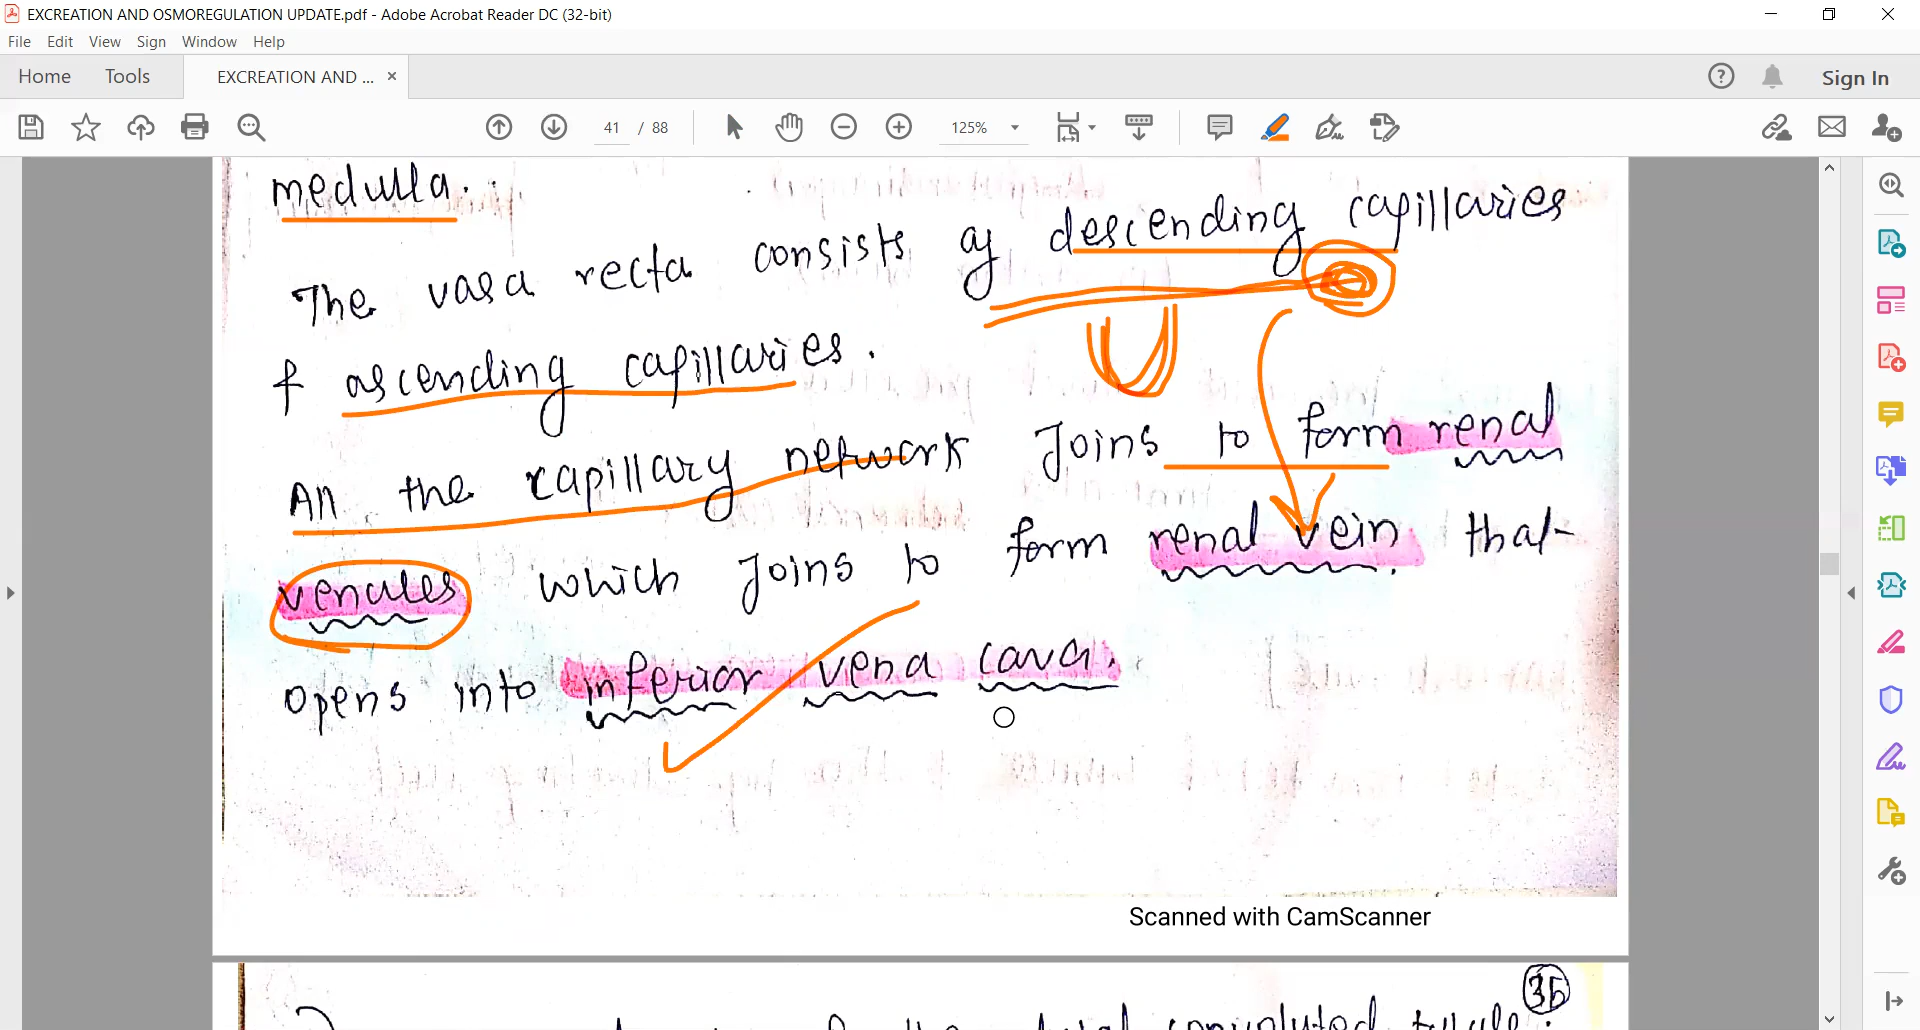 EXCREATION AND OSMOREGULATION UPDATE.pdf - Adobe Acrobat Reader DC (32-bit)
File Edit View Sign Window Help
Home Tools EXCREATION AND ... × Sign In
41 / 88 125%
medulla.
The vasa recta consists of descending capillaries
f ascending capillaries.
All the capillary network Joins to form renal
venules which Joins to form renal vein that
opens into inferior vena cava.
Scanned with CamScanner
36
convoluted tubule.